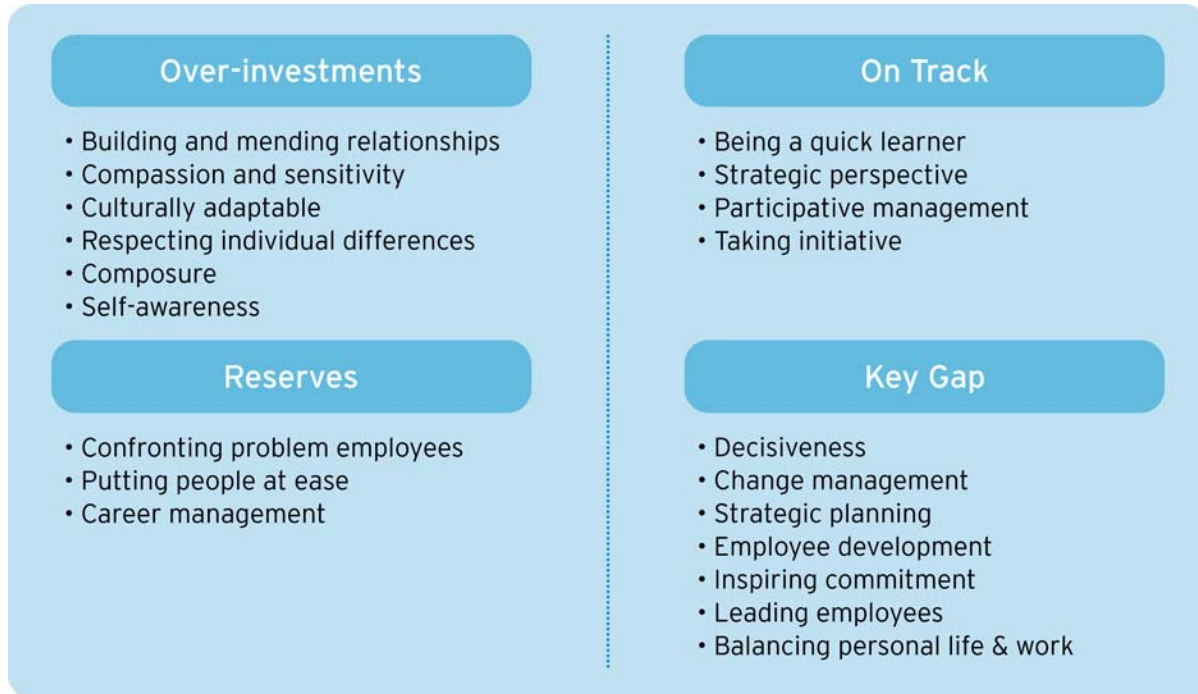 Over-investments
• Building and mending relationships
• Compassion and sensitivity
• Culturally adaptable
• Respecting individual differences
• Composure
• Self-awareness
On Track
• Being a quick learner
• Strategic perspective
• Participative management
• Taking initiative
Reserves
• Confronting problem employees
• Putting people at ease
• Career management
Key Gap
• Decisiveness
• Change management
• Strategic planning
• Employee development
• Inspiring commitment
• Leading employees
• Balancing personal life & work